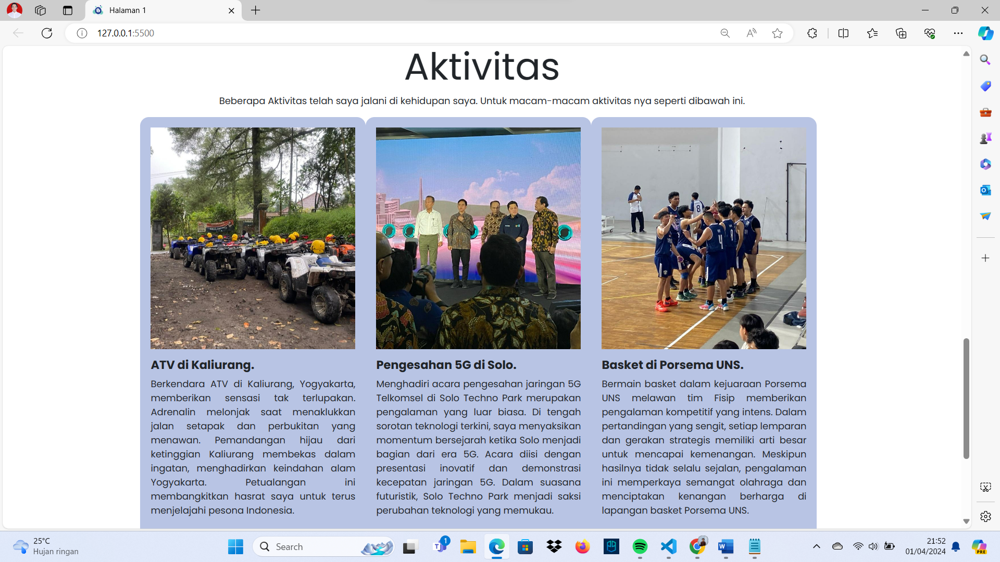 Halaman 1
127.0.0.1:5500
Aktivitas
Beberapa Aktivitas telah saya jalani di kehidupan saya. Untuk macam-macam aktivitas nya seperti dibawah ini.
8
4
ATV di Kaliurang.
Berkendara ATV di Kaliurang, Yogyakarta,
memberikan sensasi tak terlupakan.
Adrenalin melonjak saat menaklukkan
jalan setapak dan perbukitan yang
menawan. Pemandangan hijau dari
ketinggian Kaliurang membekas dalam
ingatan, menghadirkan keindahan alam
Yogyakarta. Petualangan ini
membangkitkan hasrat saya untuk terus
menjelajahi pesona Indonesia.
Pengesahan 5G di Solo.
Menghadiri acara pengesahan jaringan 5G
Telkomsel di Solo Techno Park merupakan
pengalaman yang luar biasa. Di tengah
sorotan teknologi terkini, saya menyaksikan
momentum bersejarah ketika Solo menjadi
bagian dari era 5G. Acara diisi dengan
presentasi inovatif dan demonstrasi
kecepatan jaringan 5G. Dalam suasana
futuristik, Solo Techno Park menjadi saksi
perubahan teknologi yang memukau.
Basket di Porsema UNS.
Bermain basket dalam kejuaraan Porsema
UNS melawan tim Fisip memberikan
pengalaman kompetitif yang intens. Dalam
pertandingan yang sengit, setiap lemparan
dan gerakan strategis memiliki arti besar
untuk mencapai kemenangan. Meskipun
hasilnya tidak selalu sejalan, pengalaman
ini memperkaya semangat olahraga dan
menciptakan kenangan berharga di
lapangan basket Porsema UNS.
25°C
Hujan ringan
Search
1
21:52
01/04/2024
PRE